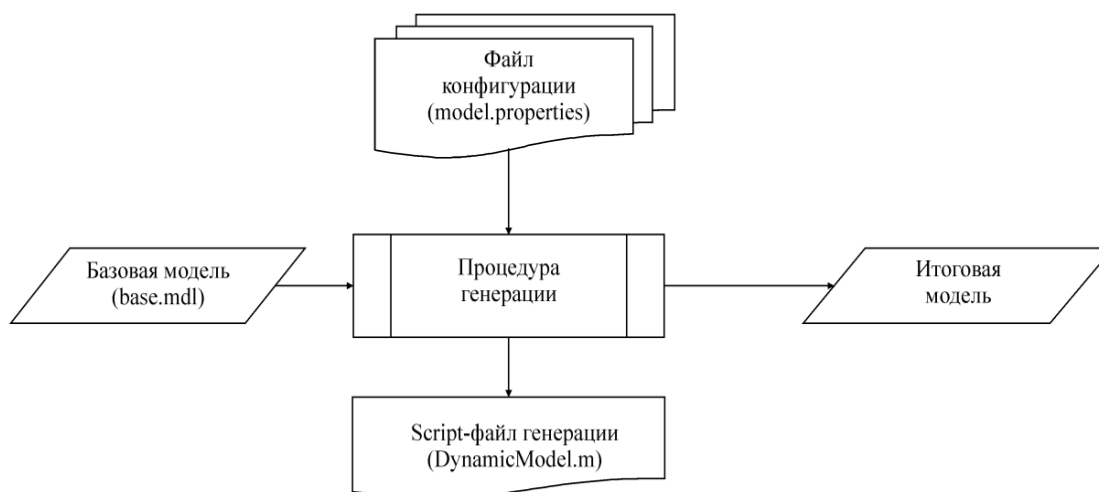 Файл
конфигурации
(model.properties)
Базовая модель
(base.mdl)
Процедура
генерации
Итоговая
модель
Script-файл генерации
(DynamicModel.m)